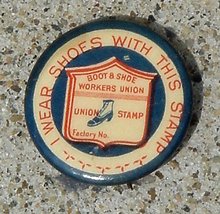 I WEAR SHOES WITH THIS STAMP
BOOT & SHOE
WORKERS UNION
UNION STAMP
Factory No.